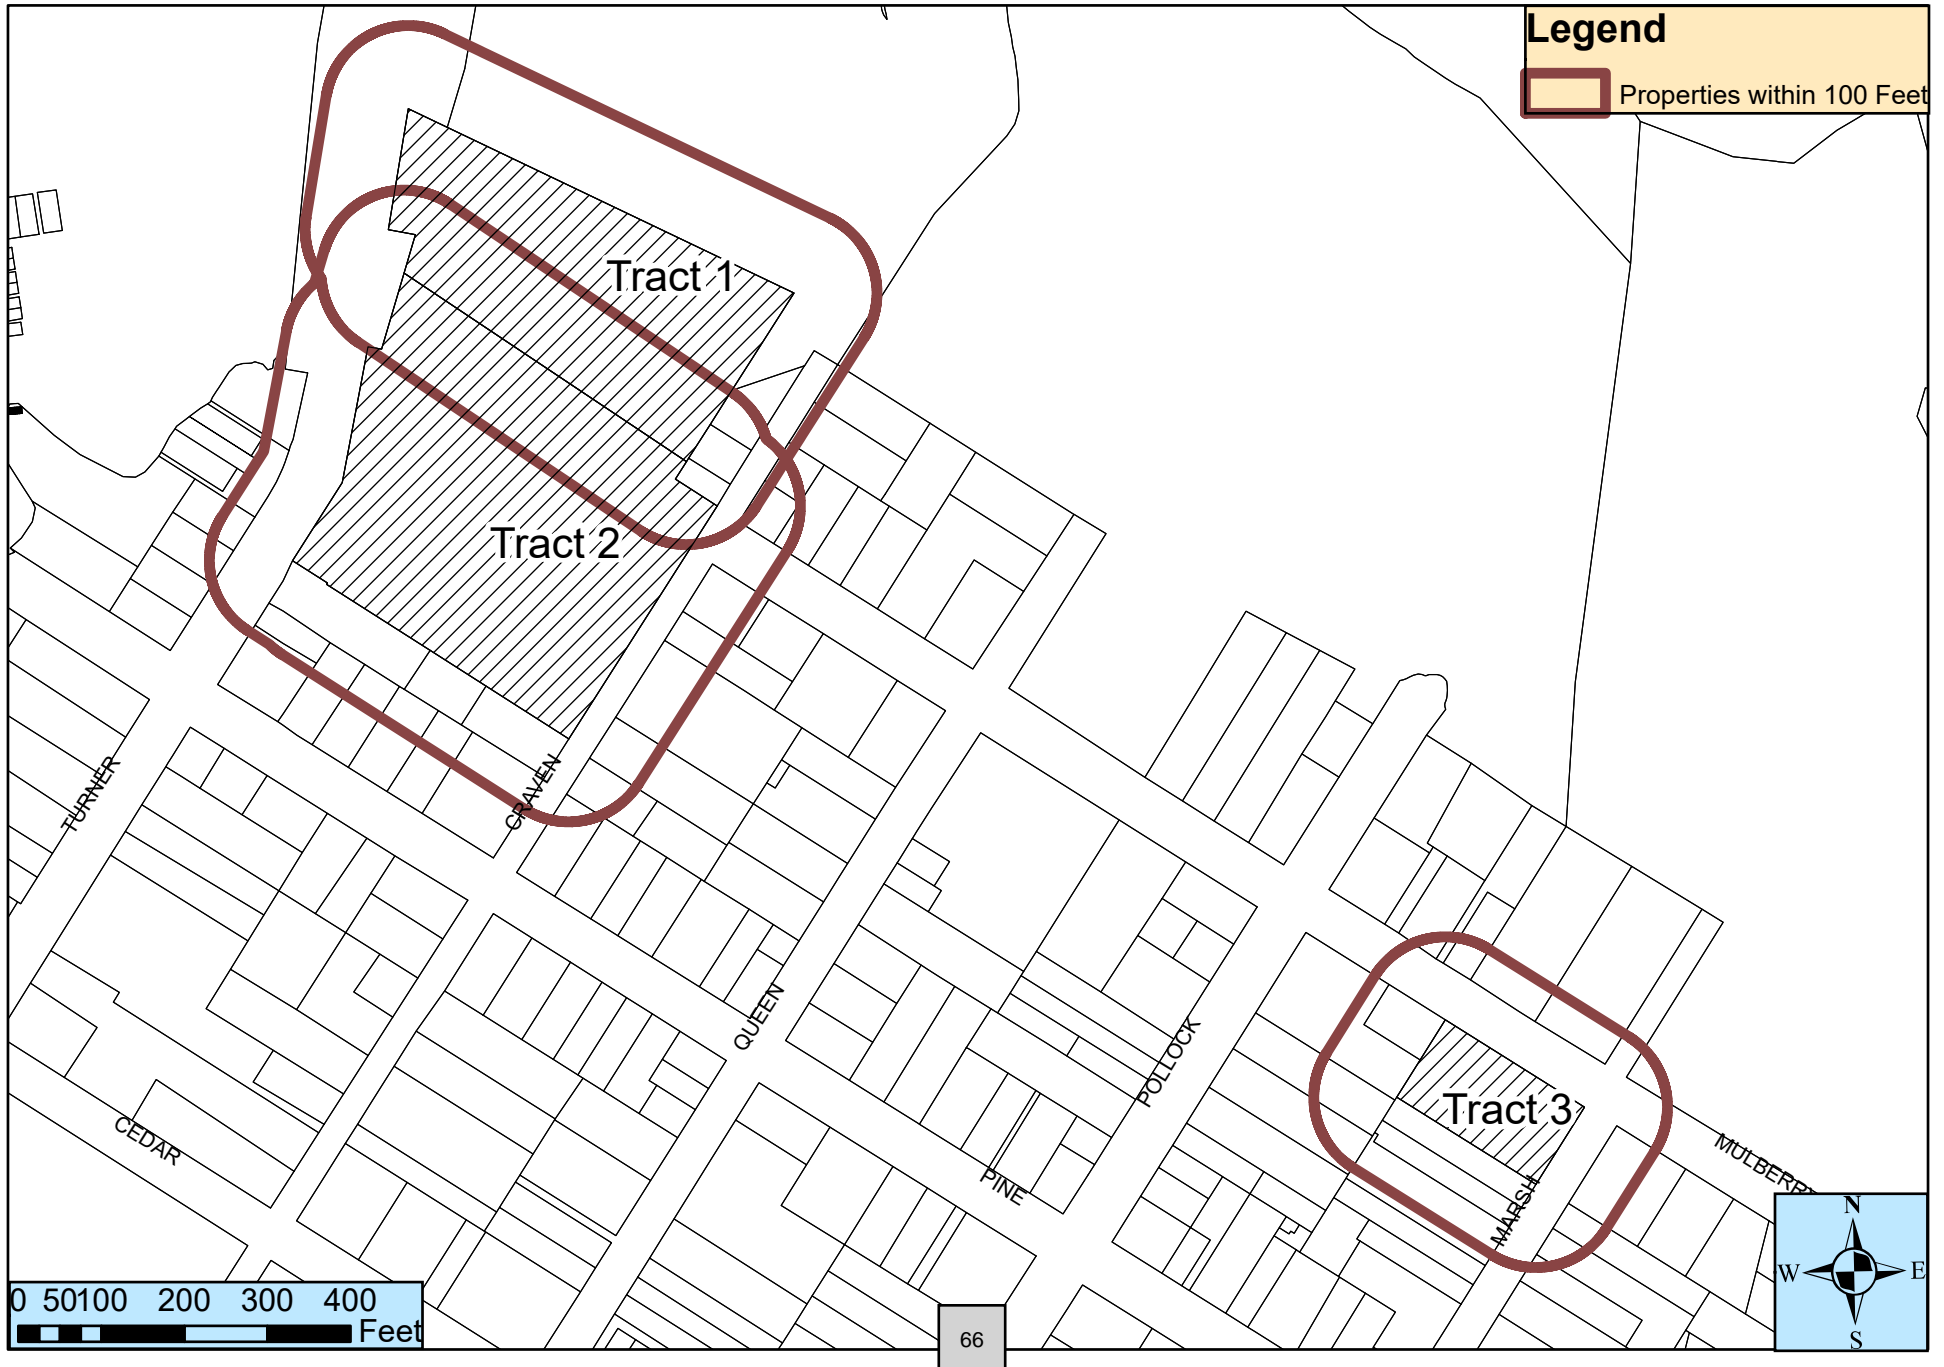 Legend
Properties within 100 Feet
Tract 1
Tract 2
TURNER
CRAVEN
QUEEN
POLLOCK
Tract 3
CEDAR
PINE
MARSH
MULBERRY
N
W E
S
0 50100 200 300 400
Feet
66